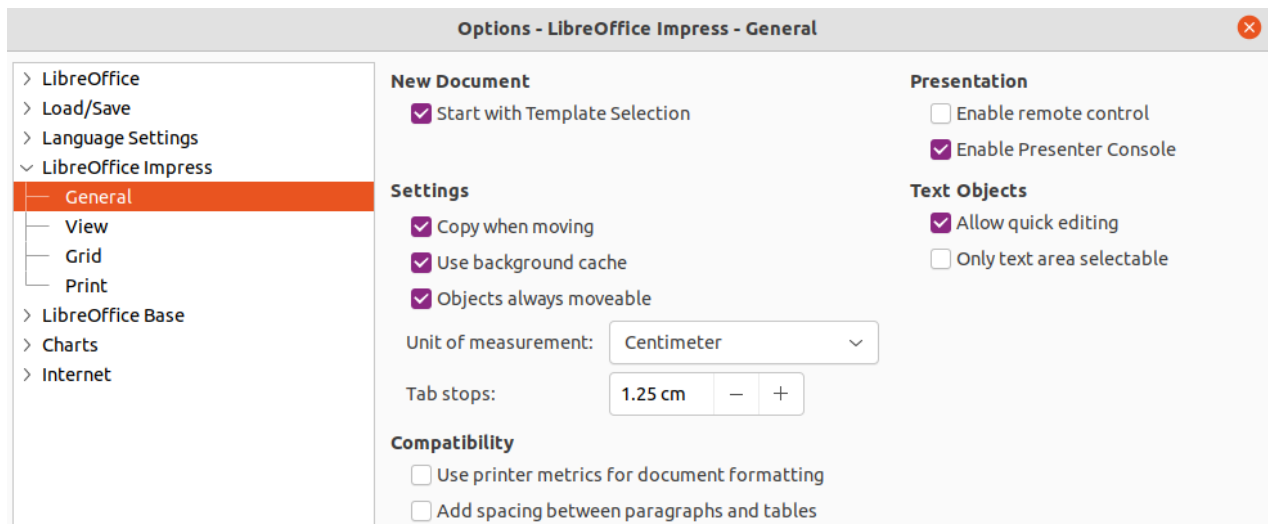 Options - LibreOffice Impress - General
LibreOffice
Load/Save
Language Settings
LibreOffice Impress
General
View
Grid
Print
LibreOffice Base
Charts
Internet
New Document
Start with Template Selection
Settings
Copy when moving
Use background cache
Objects always moveable
Unit of measurement: Centimeter
Tab stops: 1.25 cm − +
Compatibility
Use printer metrics for document formatting
Add spacing between paragraphs and tables
Presentation
Enable remote control
Enable Presenter Console
Text Objects
Allow quick editing
Only text area selectable